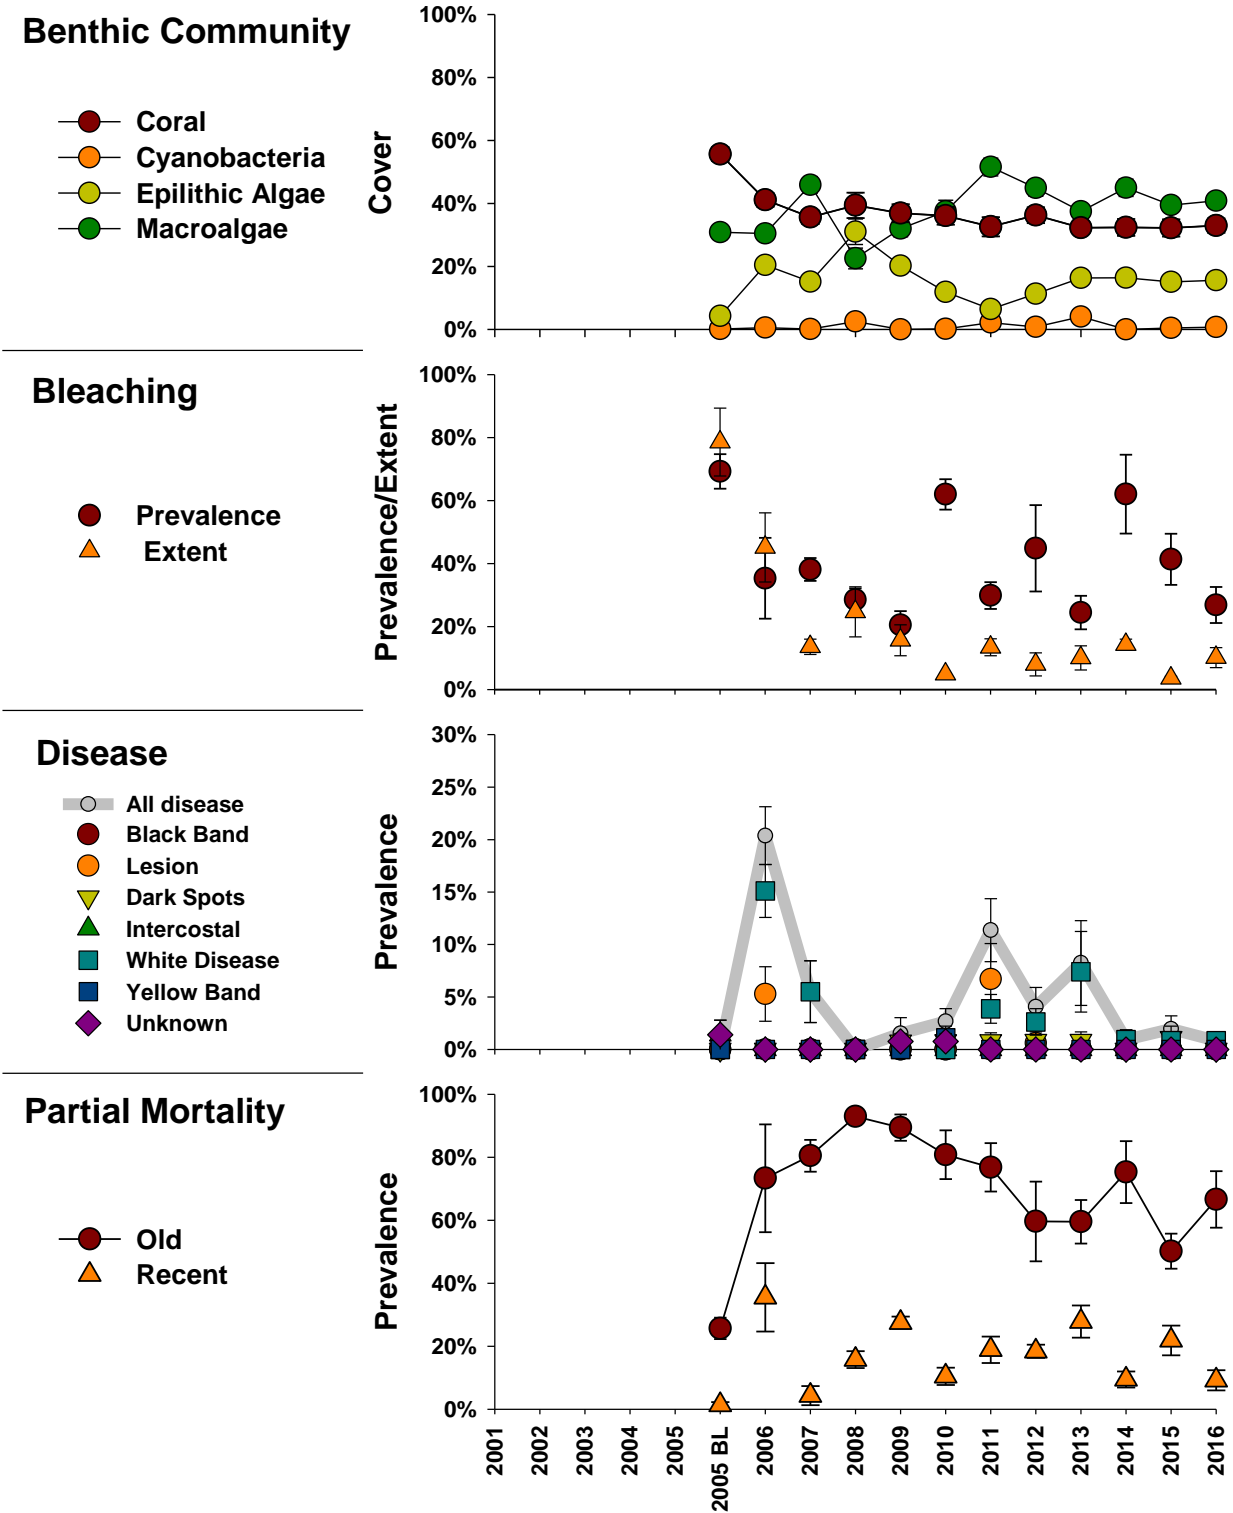 Benthic Community
Coral
Cyanobacteria
Epilithic Algae
Macroalgae
Cover
100%
80%
60%
40%
20%
0%
Bleaching
Prevalence
Extent
Prevalence/Extent
100%
80%
60%
40%
20%
0%
Disease
All disease
Black Band
Lesion
Dark Spots
Intercostal
White Disease
Yellow Band
Unknown
Prevalence
30%
25%
20%
15%
10%
5%
0%
Partial Mortality
Old
Recent
Prevalence
100%
80%
60%
40%
20%
0%
2001
2002
2003
2004
2005
2005 BL
2006
2007
2008
2009
2010
2011
2012
2013
2014
2015
2016